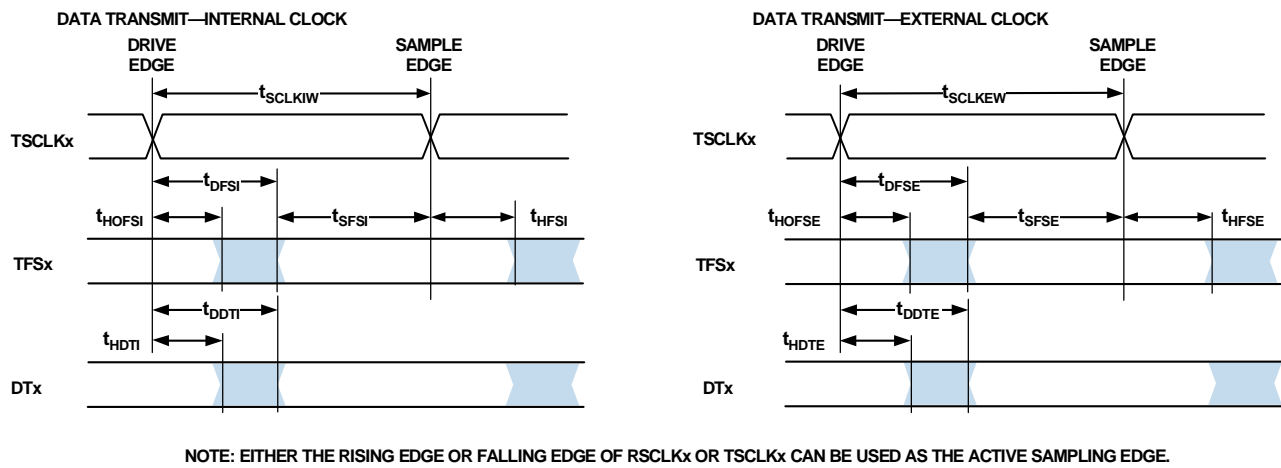 DATA TRANSMIT—INTERNAL CLOCK
DRIVE
EDGE
SAMPLE
EDGE
tSCLKIW
TSCLKx
tDFSI
tHOFSI
tSFSI
tHFSI
TFSx
tDDTI
tHDTI
DTx
DATA TRANSMIT—EXTERNAL CLOCK
DRIVE
EDGE
SAMPLE
EDGE
tSCLKEW
TSCLKx
tDFSE
tHOFSE
tSFSE
tHFSE
TFSx
tDDTE
tHDTE
DTx
NOTE: EITHER THE RISING EDGE OR FALLING EDGE OF RSCLKx OR TSCLKx CAN BE USED AS THE ACTIVE SAMPLING EDGE.